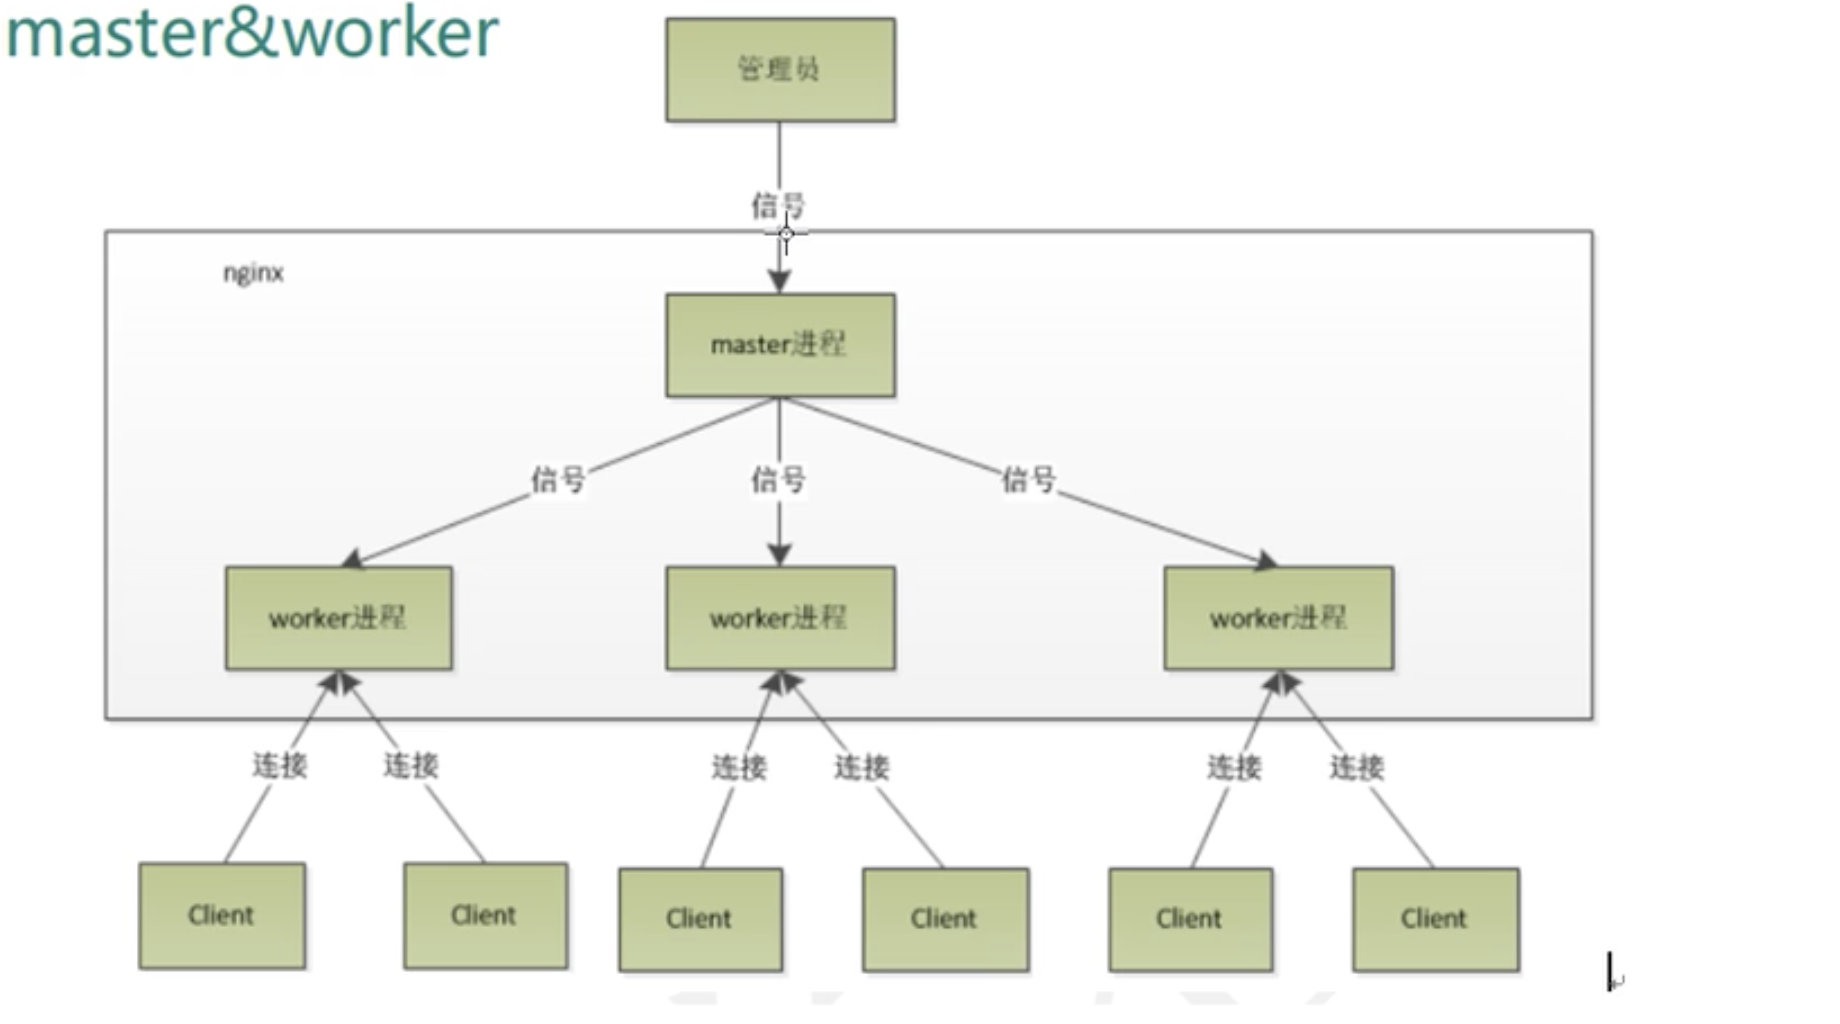 master&worker
管理员
信号
nginx
master进程
信号 信号 信号
worker进程 worker进程 worker进程
连接 连接 连接 连接 连接 连接
Client Client Client Client Client Client